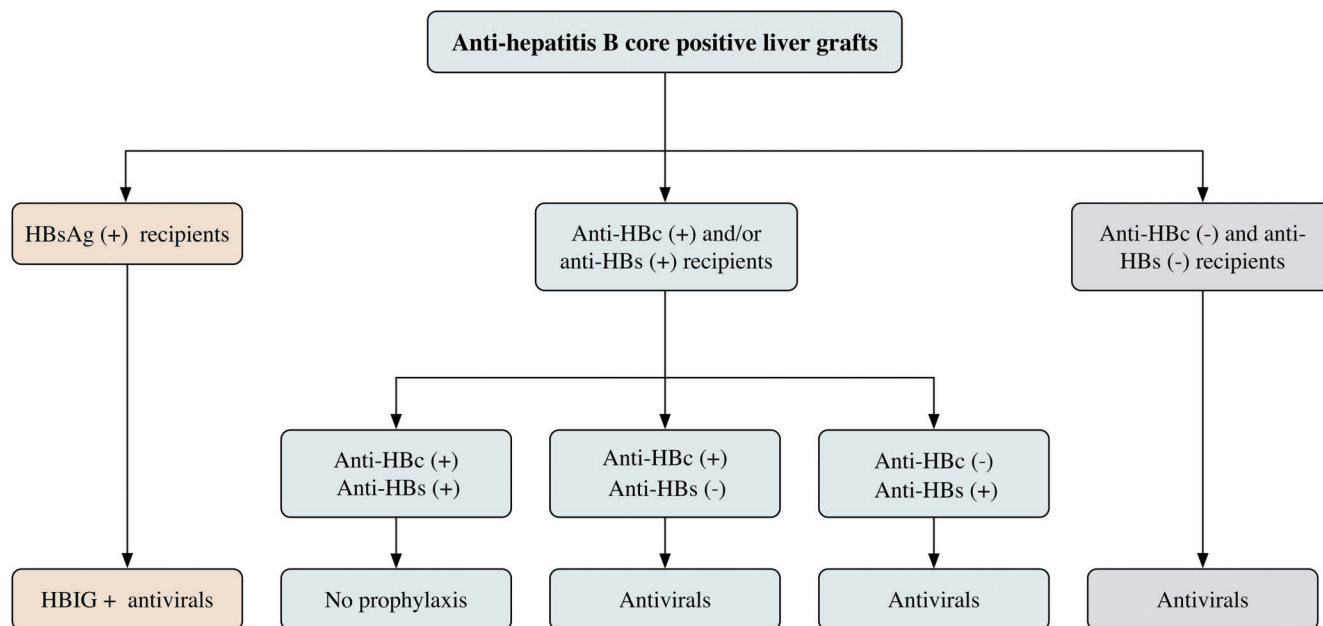 Anti-hepatitis B core positive liver grafts
HBsAg (+) recipients
Anti-HBc (+) and/or
anti-HBs (+) recipients
Anti-HBc (-) and anti-
HBs (-) recipients
Anti-HBc (+)
Anti-HBs (+)
Anti-HBc (+)
Anti-HBs (-)
Anti-HBc (-)
Anti-HBs (+)
HBIG + antivirals
No prophylaxis
Antivirals
Antivirals
Antivirals